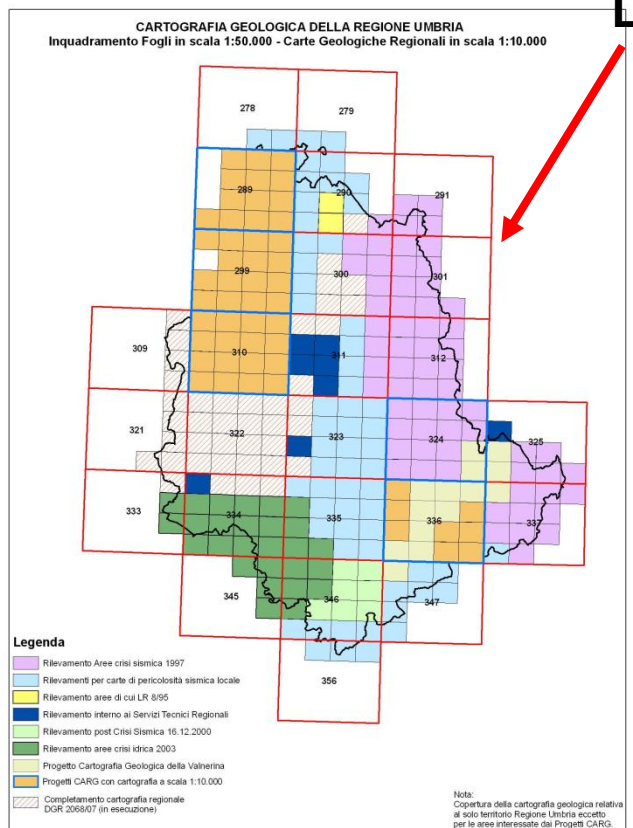 L
CARTOGRAFIA GEOLOGICA DELLA REGIONE UMBRIA
Inquadramento Fogli in scala 1:50.000 - Carte Geologiche Regionali in scala 1:10.000
278
279
289
290
291
299
300
301
309
310
311
312
321
322
323
324
325
333
334
335
336
337
345
346
347
356
Legenda
Rilevamento Aree crisi sismica 1997
Rilevamenti per carte di pericolosità sismica locale
Rilevamento aree di cui LR 8/95
Rilevamento interno ai Servizi Tecnici Regionali
Rilevamento post Crisi Sismica 16.12.2000
Rilevamento aree crisi idrica 2003
Progetto Cartografia Geologica della Valnerina
Progetti CARG con cartografia a scala 1:10.000
Completamento cartografia regionale
DGR 2068/07 (in esecuzione)
Nota:
Copertura della cartografia geologica relativa
al solo territorio Regione Umbria eccetto
per le aree interessate dai Progetti CARG.